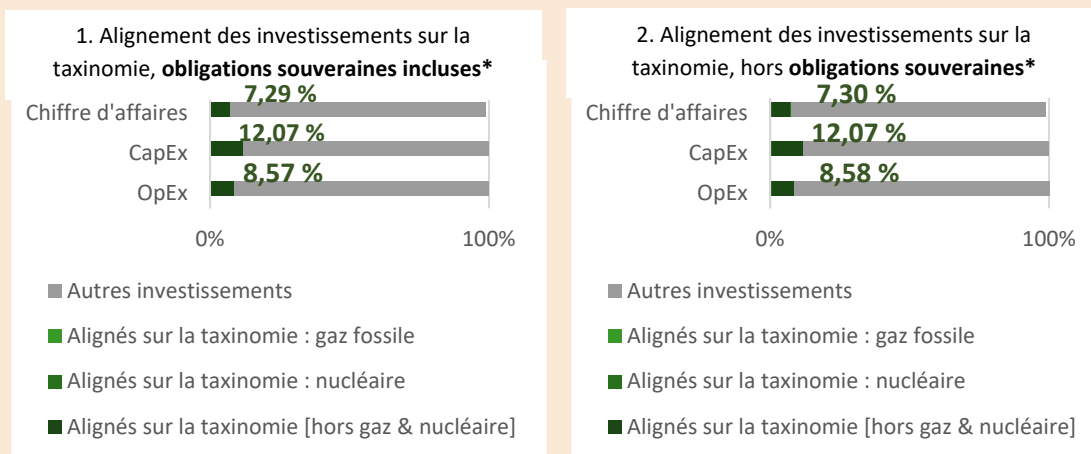 1. Alignement des investissements sur la
taxinomie, obligations souveraines incluses*
7,29 %
Chiffre d'affaires
12,07 %
CapEx
8,57 %
OpEx
0%
100%
Autres investissements
Alignés sur la taxinomie : gaz fossile
Alignés sur la taxinomie : nucléaire
Alignés sur la taxinomie [hors gaz & nucléaire]
2. Alignement des investissements sur la
taxinomie, hors obligations souveraines*
7,30 %
Chiffre d'affaires
12,07 %
CapEx
8,58 %
OpEx
0%
100%
Autres investissements
Alignés sur la taxinomie : gaz fossile
Alignés sur la taxinomie : nucléaire
Alignés sur la taxinomie [hors gaz & nucléaire]